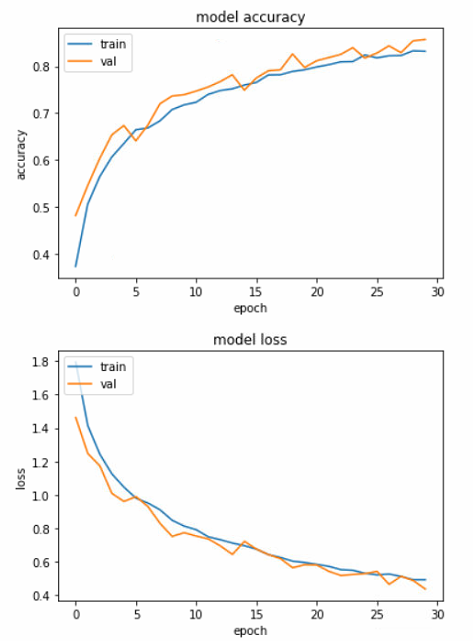 model accuracy
train
val
0.8
0.7
0.6
0.5
0.4
accuracy
0 5 10 15 20 25 30
epoch
model loss
train
val
1.8
1.6
1.4
1.2
1.0
0.8
0.6
0.4
loss
0 5 10 15 20 25 30
epoch